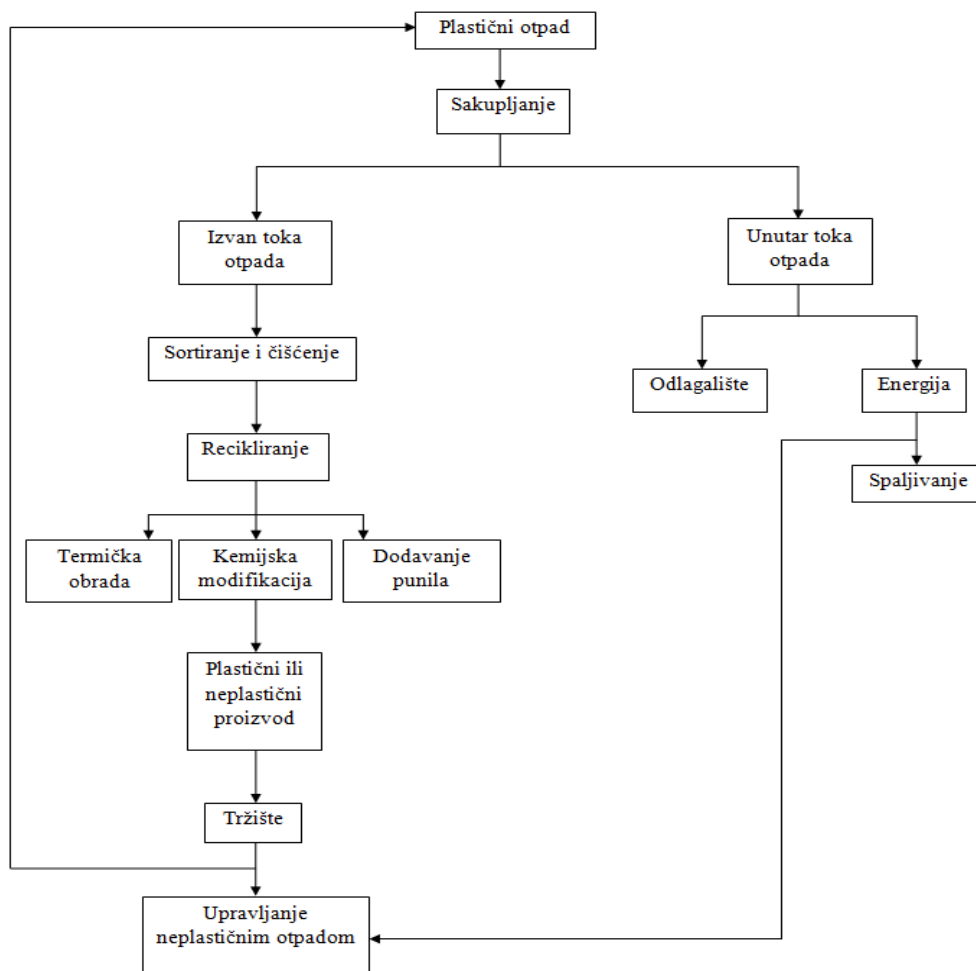 Plastični otpad
Sakupljanje
Izvan toka
otpada
Unutar toka
otpada
Sortiranje i čišćenje
Odlagalište
Energija
Recikliranje
Spaljivanje
Termička
obrada
Kemijska
modifikacija
Dodavanje
punila
Plastični ili
neplastični
proizvod
Tržište
Upravljanje
neplastičnim otpadom